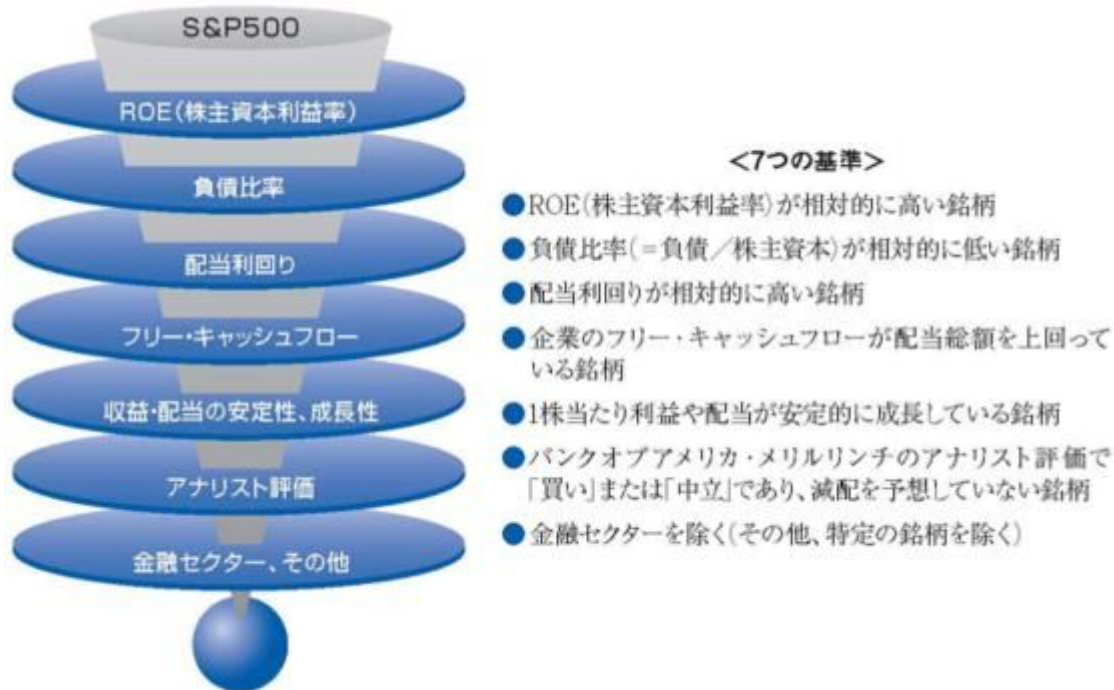 S&P500
ROE(株主資本利益率)
負債比率
配当利回り
フリー・キャッシュフロー
収益・配当の安定性、成長性
アナリスト評価
金融セクター、その他
<7つの基準>
●ROE(株主資本利益率)が相対的に高い銘柄
●負債比率(=負債/株主資本)が相対的に低い銘柄
●配当利回りが相対的に高い銘柄
●企業のフリー・キャッシュフローが配当総額を上回って
いる銘柄
●1株当たり利益や配当が安定的に成長している銘柄
●バンクオブアメリカ・メリルリンチのアナリスト評価で
「買い」または「中立」であり、減配を予想していない銘柄
●金融セクターを除く(その他、特定の銘柄を除く)